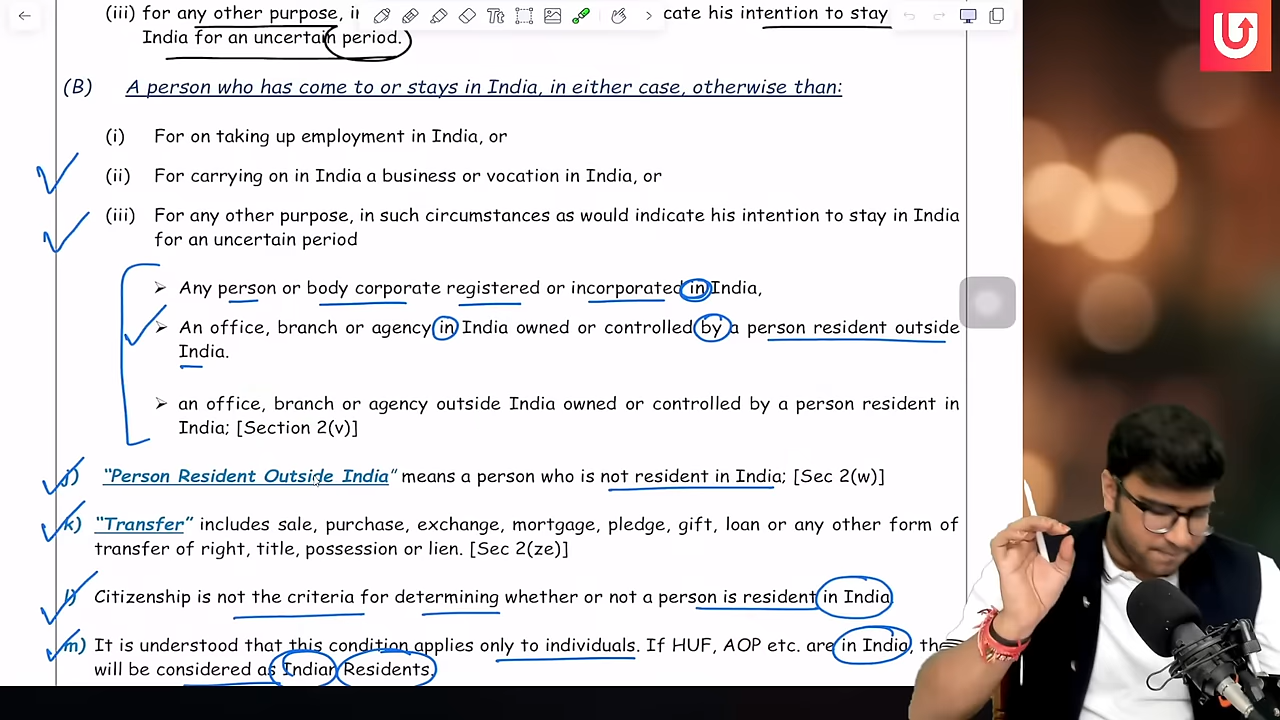 (iii) for any other purpose, i cate his intention to stay
India for an uncertain period.
(B) A person who has come to or stays in India, in either case, otherwise than:
(i) For on taking up employment in India, or
(ii) For carrying on in India a business or vocation in India, or
(iii) For any other purpose, in such circumstances as would indicate his intention to stay in India
for an uncertain period
➢ Any person or body corporate registered or incorporated in India,
➢ An office, branch or agency in India owned or controlled by a person resident outside
India.
➢ an office, branch or agency outside India owned or controlled by a person resident in
India; [Section 2(v)]
j) “Person Resident Outside India” means a person who is not resident in India; [Sec 2(w)]
k) “Transfer” includes sale, purchase, exchange, mortgage, pledge, gift, loan or any other form of
transfer of right, title, possession or lien. [Sec 2(ze)]
l) Citizenship is not the criteria for determining whether or not a person is resident in India
m) It is understood that this condition applies only to individuals. If HUF, AOP etc. are in India, the
will be considered as Indian Residents.